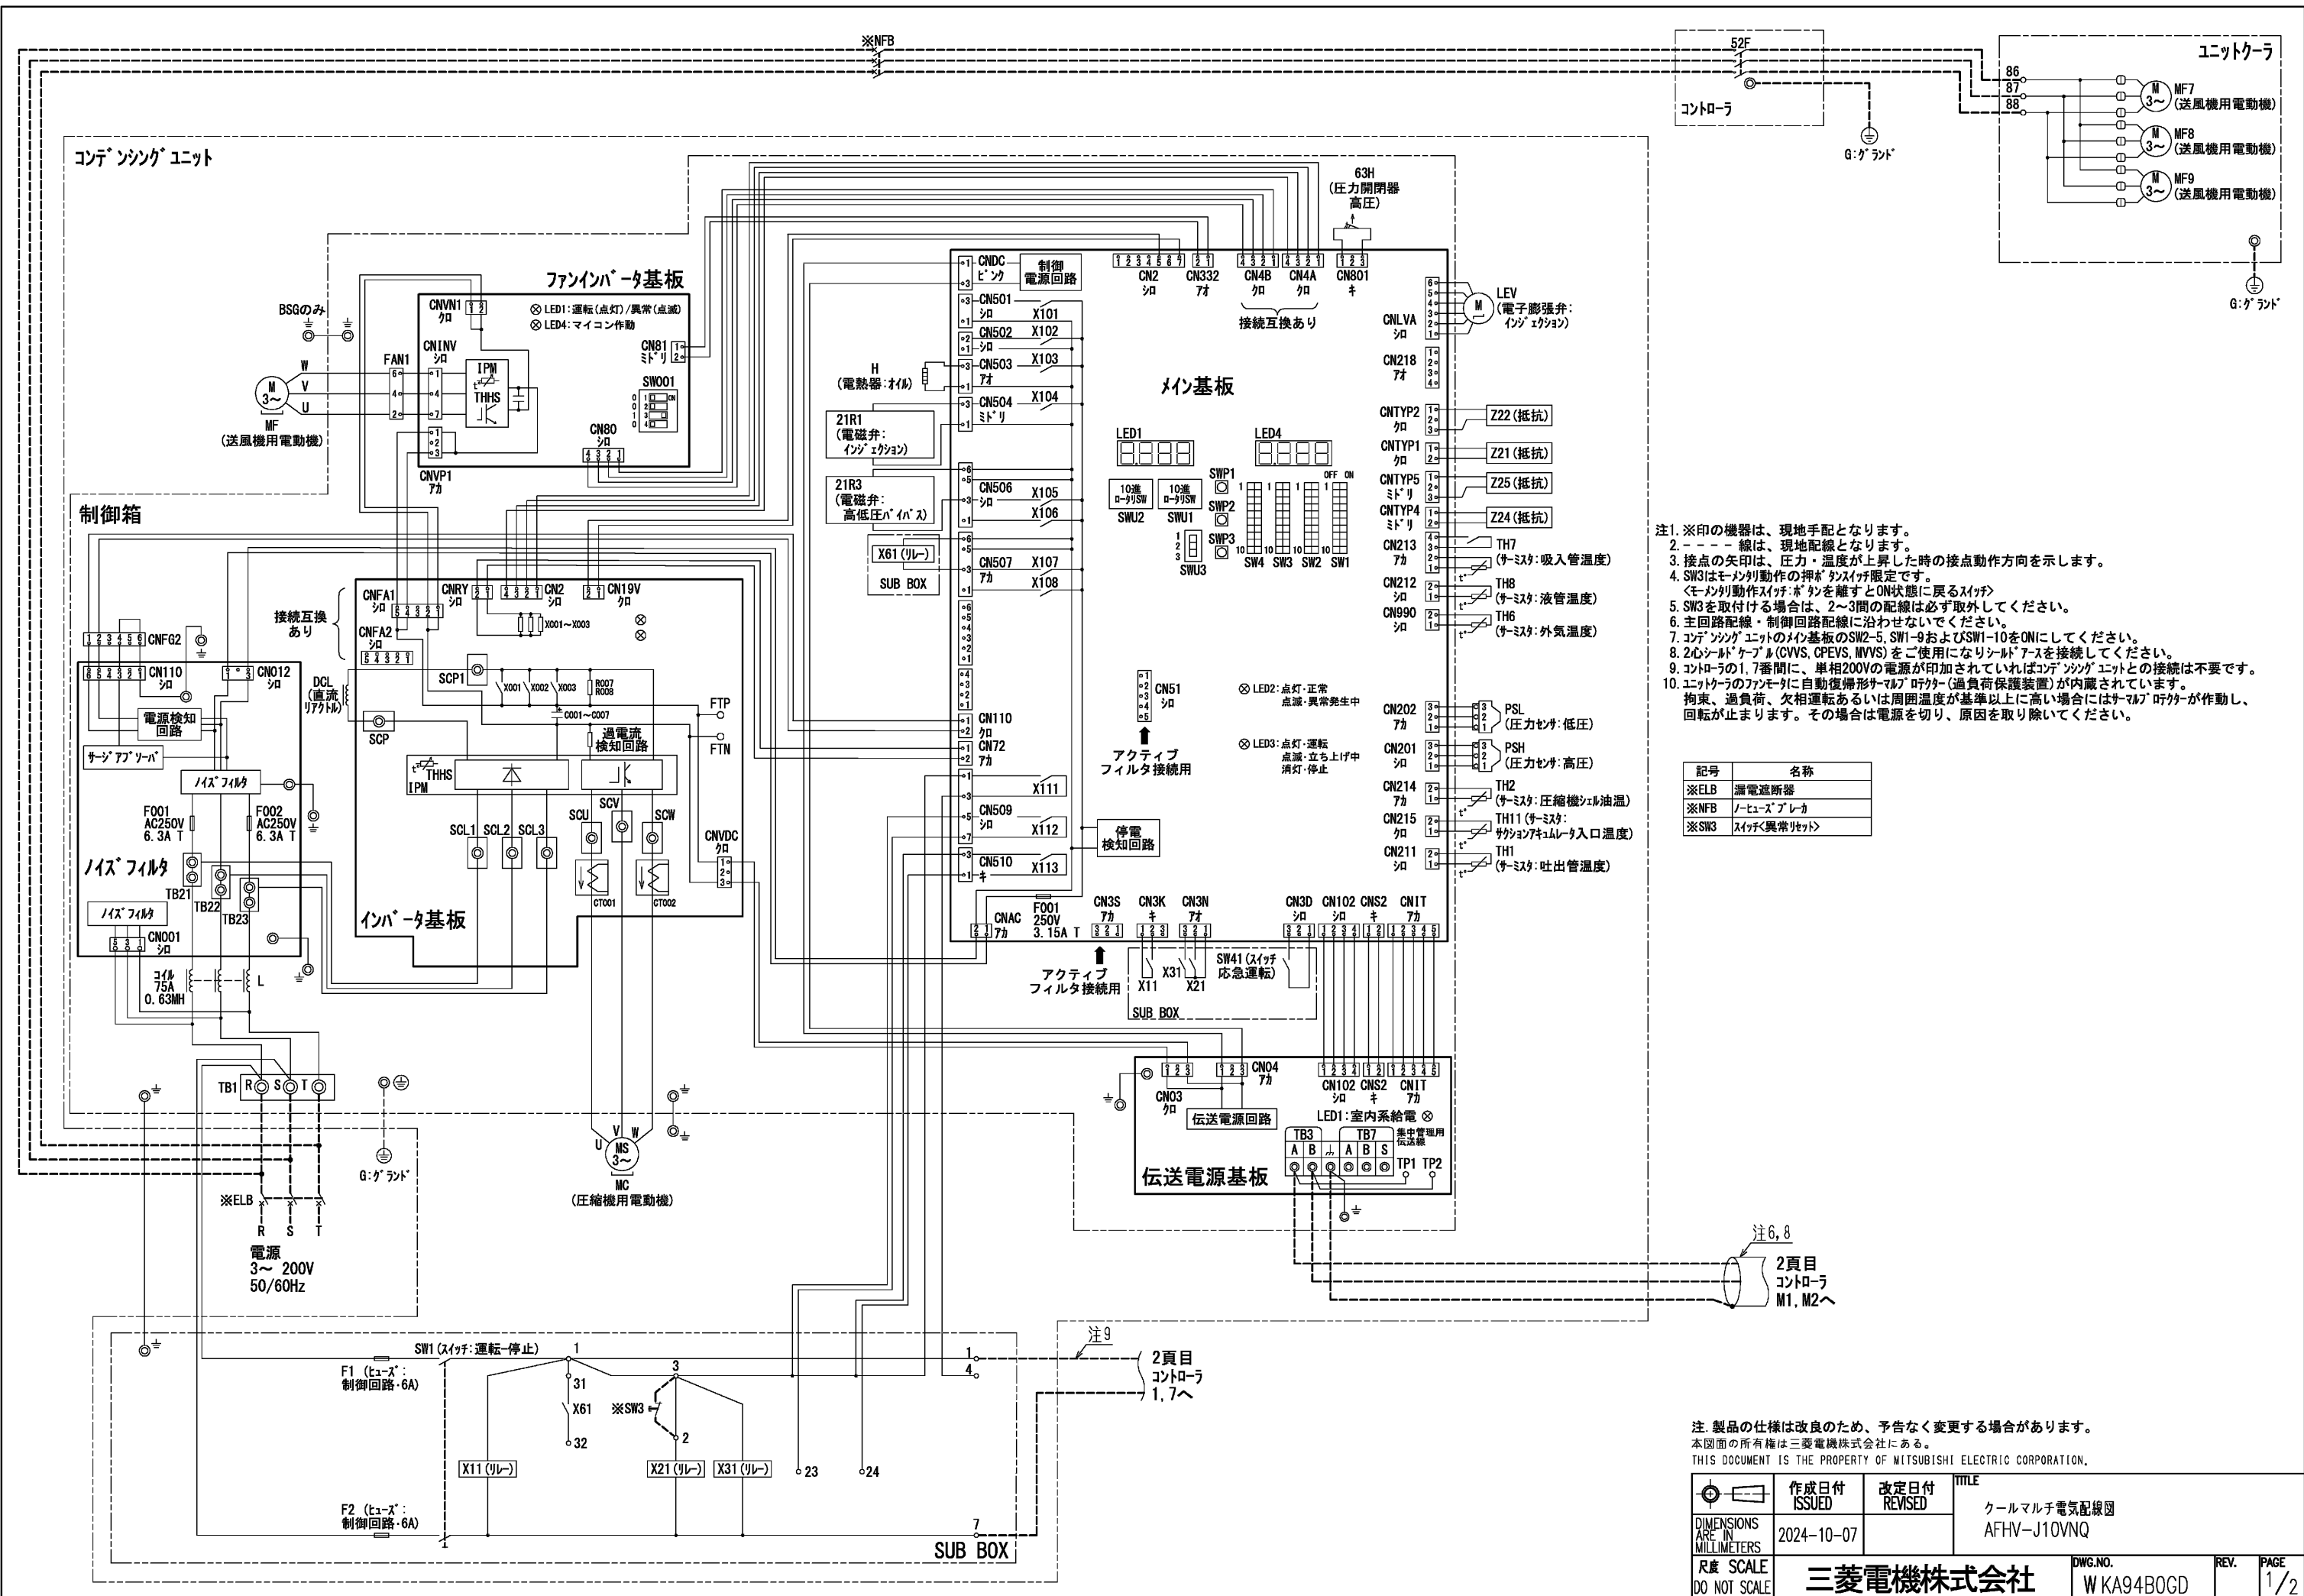 ※NFB
52F
コントローラ
G:グランド
ユニットクーラ
86
87
88
M
3～
MF7
(送風機用電動機)
M
3～
MF8
(送風機用電動機)
M
3～
MF9
(送風機用電動機)
G:グランド
コンデンシングユニット
63H
(圧力開閉器
高圧)
ファンインバータ基板
BSGのみ
CNVN1
クロ
LED1:運転(点灯)/異常(点滅)
LED4:マイコン作動
CN81
ミドリ
FAN1
CNINV
シロ
IPM
THHS
SW001
ON
W
V
U
M
3～
MF
(送風機用電動機)
CN80
シロ
CNVP1
アカ
制御箱
メイン基板
CNDC
ピンク
制御
電源回路
CN2
シロ
CN332
アオ
CN4B
クロ
CN4A
クロ
CN801
キ
接続互換あり
CN501
シロ
X101
CN502
シロ
X102
CN503
アオ
X103
CN504
ミドリ
X104
H
(電熱器:オイル)
21R1
(電磁弁:
インジェクション)
21R3
(電磁弁:
高低圧バイパス)
CN506
シロ
X105
X106
X61(リレー)
SUB BOX
CN507
アカ
X107
X108
CN110
クロ
CN72
アカ
X111
CN509
シロ
X112
CN510
キ
X113
停電
検知回路
CNAC
アカ
F001
250V
3.15A T
LED1
LED4
10進
ロータリSW
SWU2
10進
ロータリSW
SWU1
SWP1
SWP2
SWP3
SWU3
OFF ON
SW4
SW3
SW2
SW1
CN51
シロ
アクティブ
フィルタ接続用
LED2:点灯・正常
点滅・異常発生中
LED3:点灯・運転
点滅・立ち上げ中
消灯・停止
CNLVA
シロ
M
LEV
(電子膨張弁:
インジェクション)
CN218
アオ
CNTYP2
クロ
Z22(抵抗)
CNTYP1
クロ
Z21(抵抗)
CNTYP5
ミドリ
Z25(抵抗)
CNTYP4
ミドリ
Z24(抵抗)
CN213
アカ
TH7
(サーミスタ:吸入管温度)
CN212
シロ
TH8
(サーミスタ:液管温度)
CN990
シロ
TH6
(サーミスタ:外気温度)
CN202
アカ
PSL
(圧力センサ:低圧)
CN201
シロ
PSH
(圧力センサ:高圧)
CN214
アカ
TH2
(サーミスタ:圧縮機シェル油温)
CN215
クロ
TH11(サーミスタ:
サクションアキュムレータ入口温度)
CN211
シロ
TH1
(サーミスタ:吐出管温度)
CN3S
アカ
CN3K
キ
CN3N
アオ
CN3D
シロ
CN102
シロ
CNS2
キ
CNIT
アカ
アクティブ
フィルタ接続用
X11
X31
X21
SW41(スイッチ
応急運転)
SUB BOX
接続互換
あり
CNFA1
シロ
CNFA2
シロ
CNRY
シロ
CN2
シロ
CN19V
クロ
X001～X003
DCL
(直流
リアクトル)
SCP1
SCP
X001
X002
X003
R007
R008
C001～C007
過電流
検知回路
FTP
FTN
THHS
IPM
SCL1
SCL2
SCL3
SCU
SCV
SCW
CT001
CT002
CNVDC
クロ
インバータ基板
CNFG2
CN110
シロ
CN012
シロ
電源検知
回路
サージアブソーバ
ノイズフィルタ
F001
AC250V
6.3A T
F002
AC250V
6.3A T
ノイズフィルタ
TB21
TB22
TB23
ノイズフィルタ
CN001
シロ
コイル
75A
0.63MH
L
TB1
R
S
T
G:グランド
※ELB
R
S
T
電源
3～ 200V
50/60Hz
U
V
W
MS
3～
MC
(圧縮機用電動機)
CN03
クロ
CN04
アカ
伝送電源回路
CN102
シロ
CNS2
キ
CNIT
アカ
LED1:室内系給電
TB3
TB7
集中管理用
伝送線
A
B
A
B
S
TP1
TP2
伝送電源基板
注6,8
2頁目
コントローラ
M1,M2へ
F1 (ヒューズ:
制御回路・6A)
SW1(スイッチ:運転-停止)
1
31
X61
32
※SW3
3
2
X11(リレー)
X21(リレー)
X31(リレー)
23
24
1
4
7
F2 (ヒューズ:
制御回路・6A)
SUB BOX
注9
2頁目
コントローラ
1,7へ
注1.※印の機器は、現地手配となります。
2.- - - - 線は、現地配線となります。
3.接点の矢印は、圧力・温度が上昇した時の接点動作方向を示します。
4.SW3はモーメンタリ動作の押ボタンスイッチ限定です。
<モーメンタリ動作スイッチ:ボタンを離すとON状態に戻るスイッチ>
5.SW3を取付ける場合は、2～3間の配線は必ず取外してください。
6.主回路配線・制御回路配線に沿わせないでください。
7.コンデンシングユニットのメイン基板のSW2-5,SW1-9およびSW1-10をONにしてください。
8.2心シールドケーブル(CVVS,CPEVS,MVVS)をご使用になりシールドアースを接続してください。
9.コントローラの1,7番間に、単相200Vの電源が印加されていればコンデンシングユニットとの接続は不要です。
10.ユニットクーラのファンモータに自動復帰形サーマルプロテクター(過負荷保護装置)が内蔵されています。
拘束、過負荷、欠相運転あるいは周囲温度が基準以上に高い場合にはサーマルプロテクターが作動し、
回転が止まります。その場合は電源を切り、原因を取り除いてください。
記号 名称
※ELB 漏電遮断器
※NFB ノーヒューズブレーカ
※SW3 スイッチ<異常リセット>
注.製品の仕様は改良のため、予告なく変更する場合があります。
本図面の所有権は三菱電機株式会社にある。
THIS DOCUMENT IS THE PROPERTY OF MITSUBISHI ELECTRIC CORPORATION.
作成日付
ISSUED
改定日付
REVISED
TITLE
クールマルチ電気配線図
AFHV-J10VNQ
DIMENSIONS
ARE IN
MILLIMETERS
2024-10-07
尺度 SCALE
DO NOT SCALE
三菱電機株式会社
DWG.NO.
WKA94B0GD
REV.
PAGE
1/2